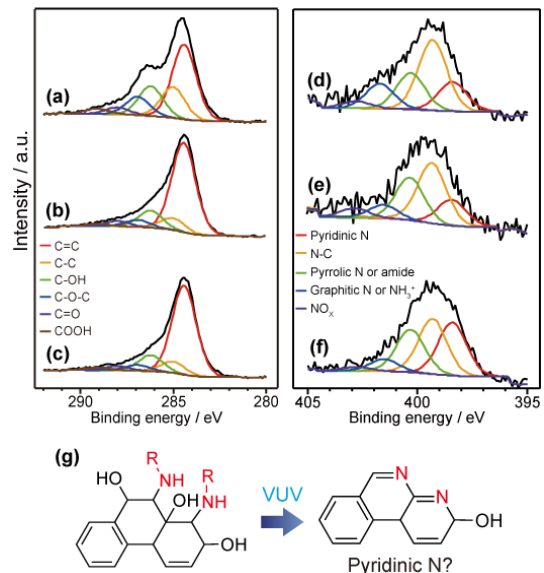 Intensity / a.u.
(a)
(b)
C=C
C-C
C-OH
C-O-C
C=O
COOH
(c)
290 285 280
Binding energy / eV
(d)
(e)
Pyridinic N
N-C
Pyrrolic N or amide
Graphitic N or NH₃⁺
NOₓ
(f)
405 400 395
Binding energy / eV
(g)
R
HO NH R
OH NH
OH
VUV
N
N
OH
Pyridinic N?